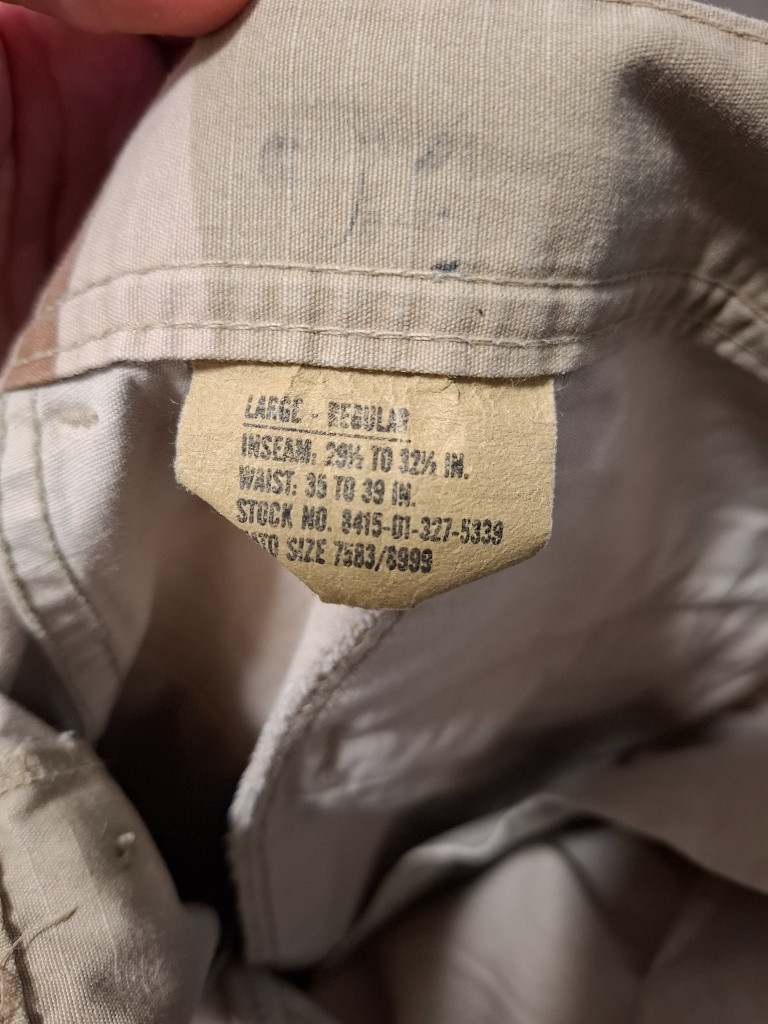 LARGE - REGULAR
INSEAM: 29½ TO 32½ IN.
WAIST: 35 TO 39 IN.
STOCK NO. 8415-01-327-5339
SIZE 7583/8999